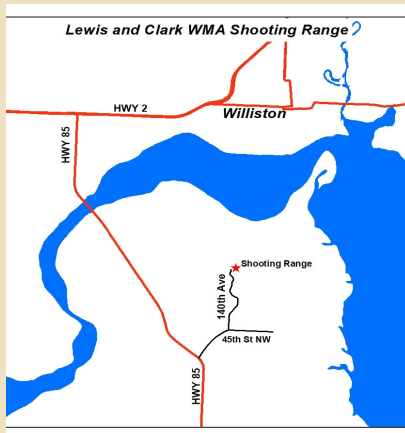 Lewis and Clark WMA Shooting Range
HWY 2
Williston
HWY 85
Shooting Range
140th Ave
45th St NW
HWY 85